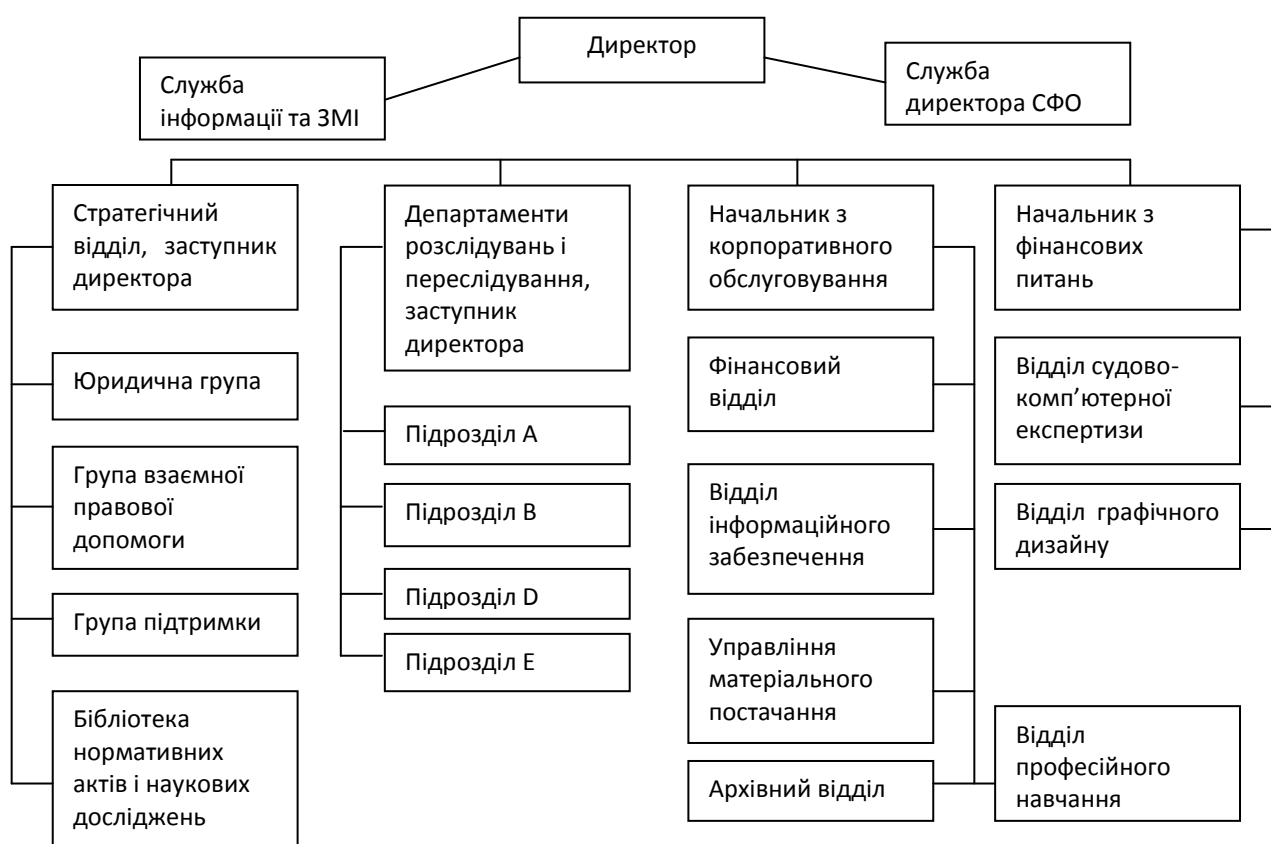 Директор
Служба
інформації та ЗМІ
Служба
директора СФО
Стратегічний
відділ, заступник
директора
Юридична група
Група взаємної
правової
допомоги
Група підтримки
Бібліотека
нормативних
актів і наукових
досліджень
Департаменти
розслідувань і
переслідування,
заступник
директора
Підрозділ A
Підрозділ B
Підрозділ D
Підрозділ E
Начальник з
корпоративного
обслуговування
Фінансовий
відділ
Відділ
інформаційного
забезпечення
Управління
матеріального
постачання
Архівний відділ
Начальник з
фінансових
питань
Відділ судово-
комп’ютерної
експертизи
Відділ графічного
дизайну
Відділ
професійного
навчання